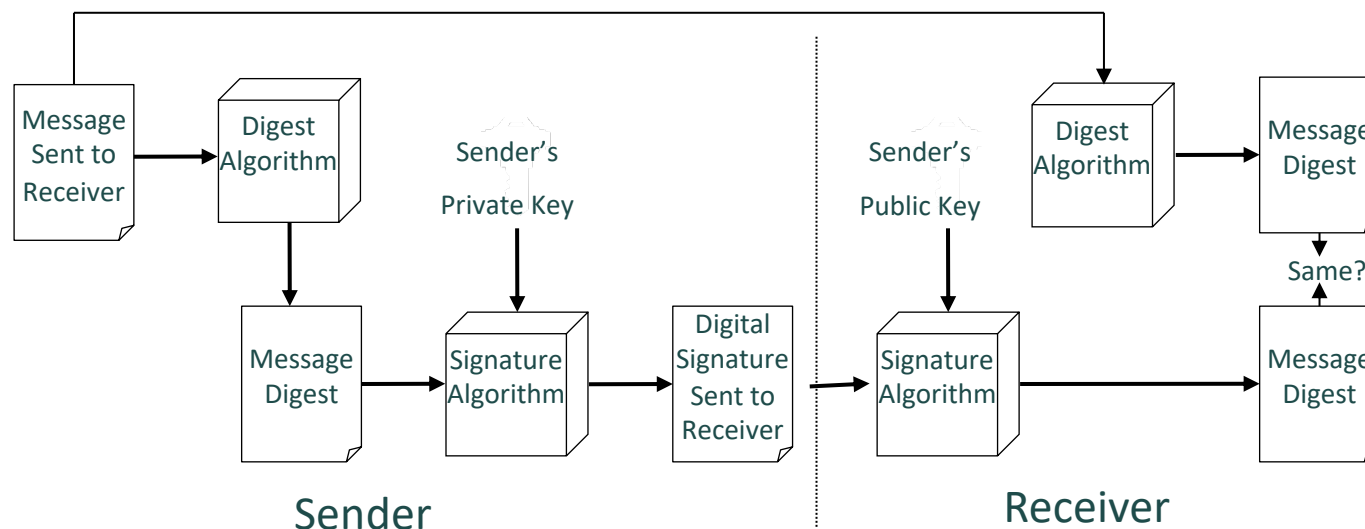 Message
Sent to
Receiver
Digest
Algorithm
Sender's
Private Key
Message
Digest
Signature
Algorithm
Digital
Signature
Sent to
Receiver
Sender
Sender's
Public Key
Digest
Algorithm
Message
Digest
Same?
Signature
Algorithm
Message
Digest
Receiver